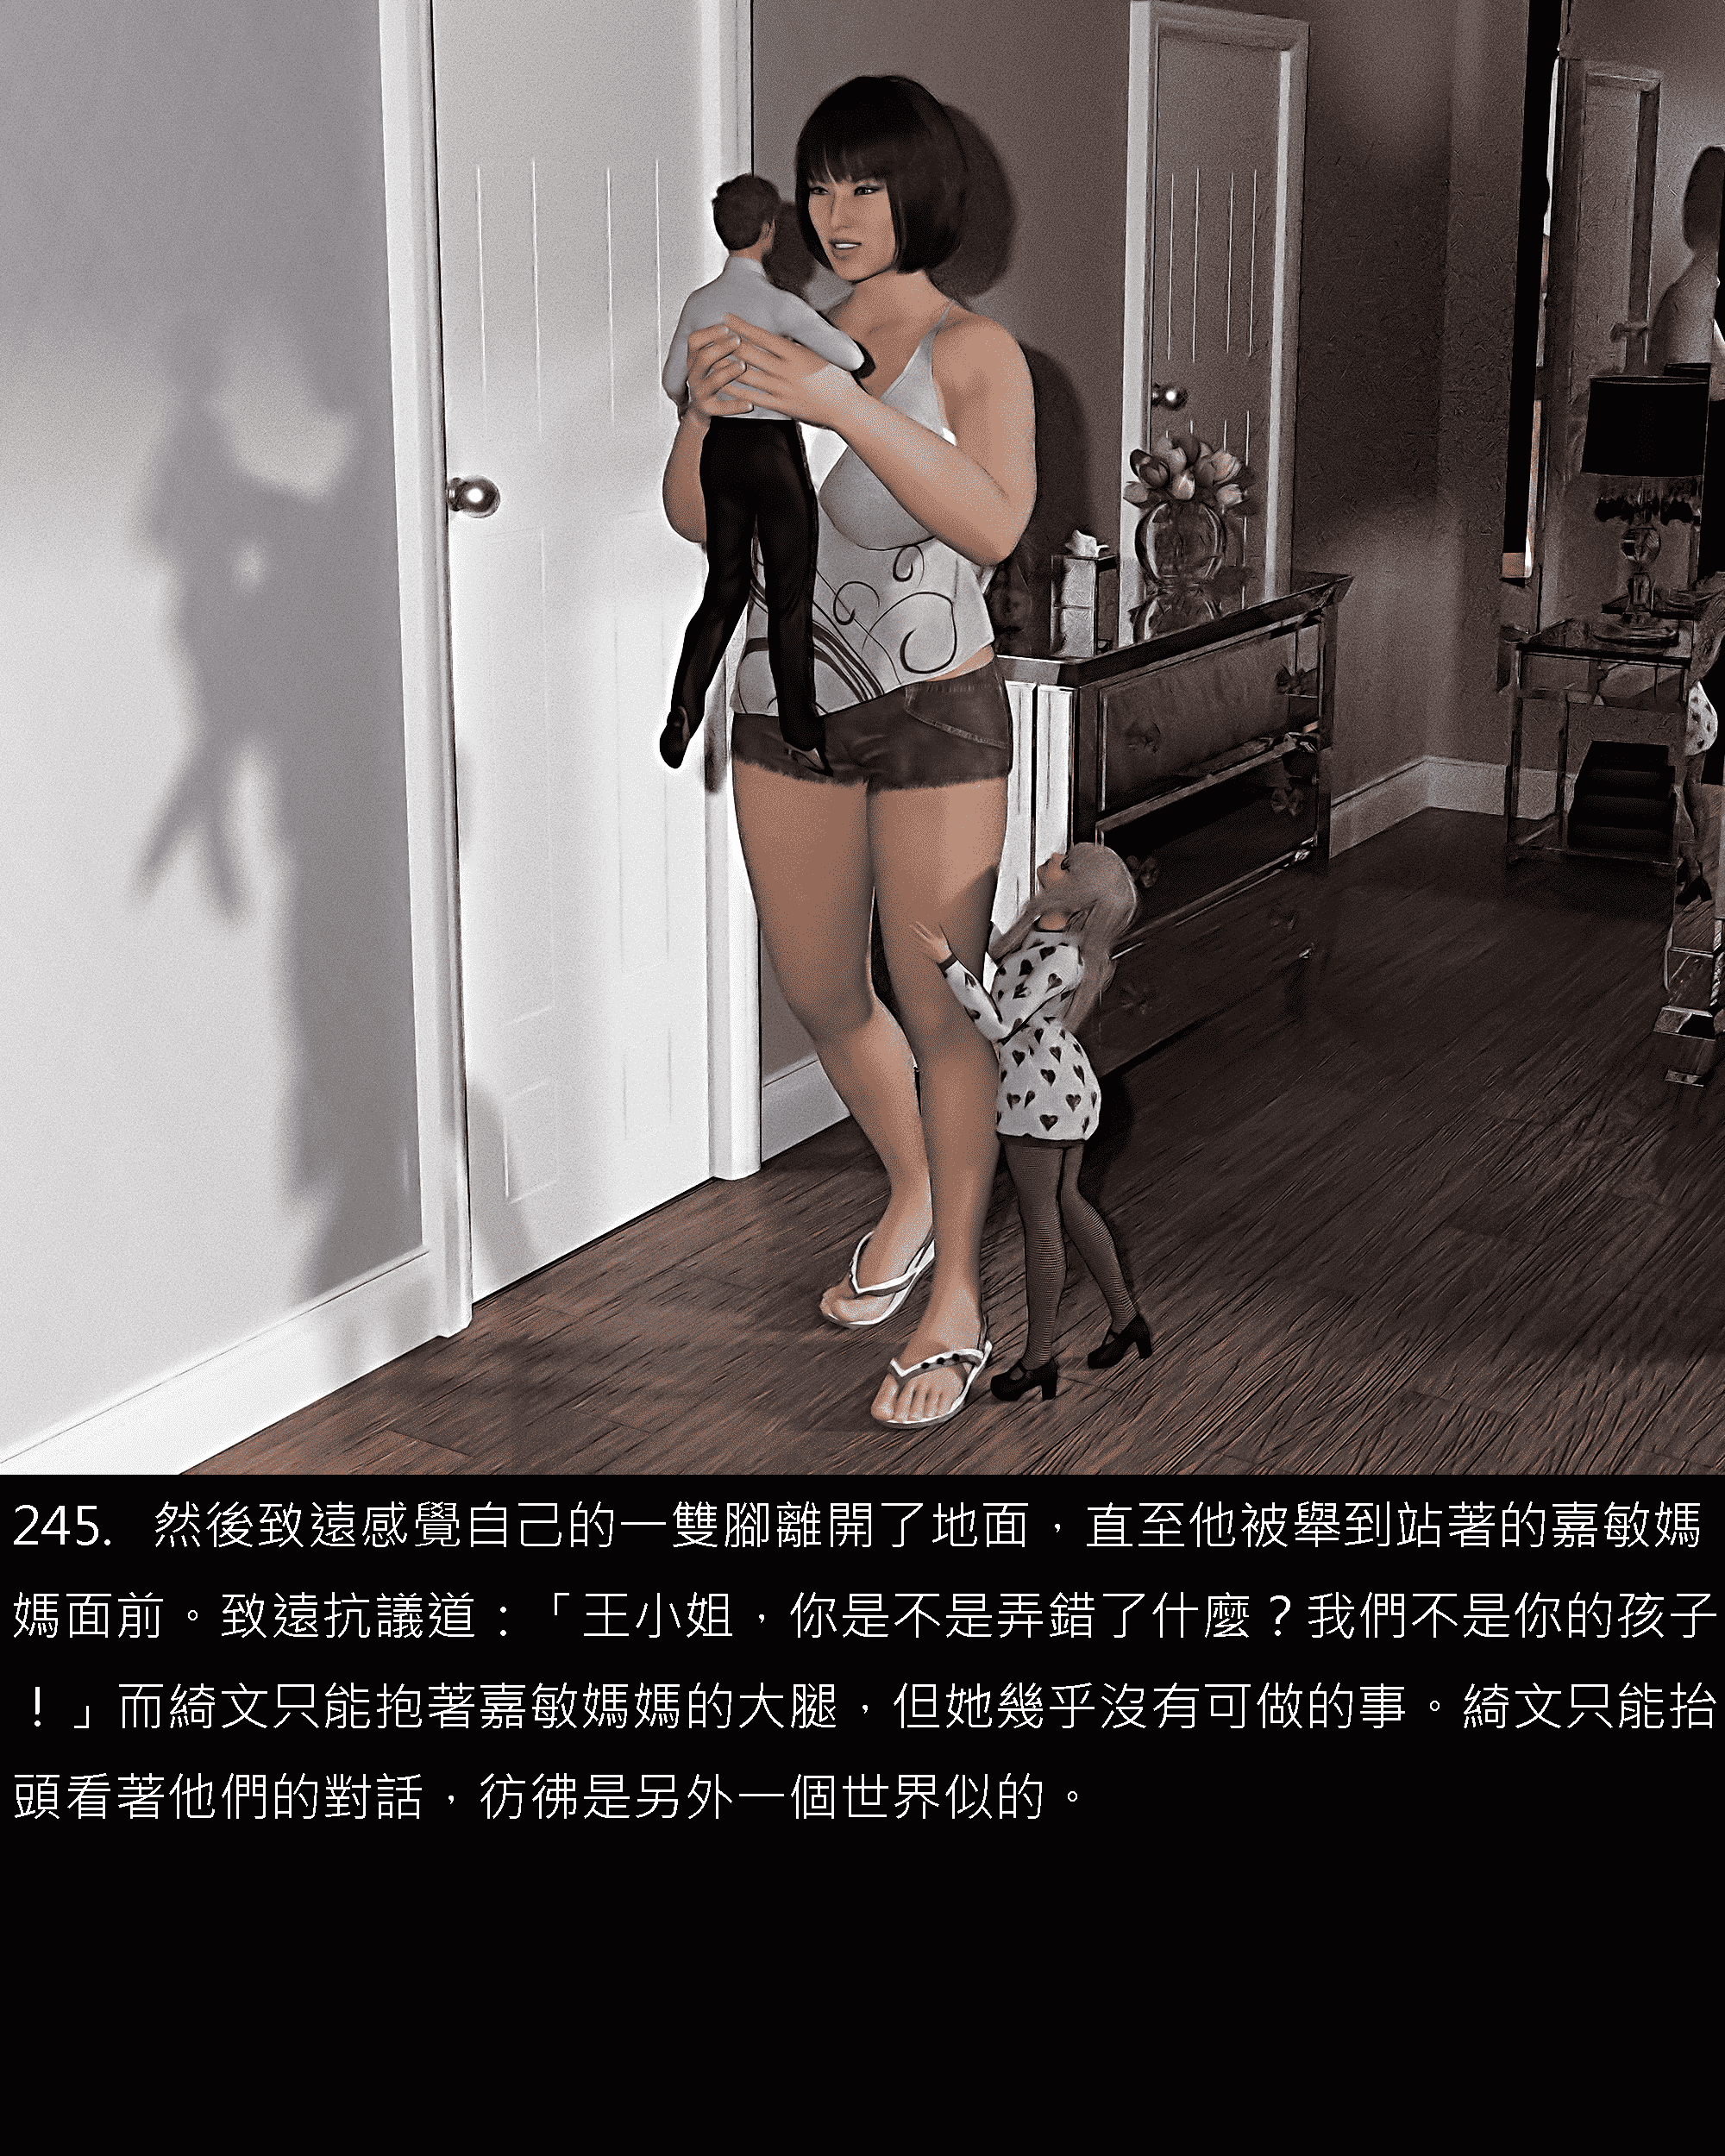 245. 然後致遠感覺自己的一雙腳離開了地面，直至他被舉到站著的嘉敏媽
媽面前。致遠抗議道：「王小姐，你是不是弄錯了什麼？我們不是你的孩子
！」而綺文只能抱著嘉敏媽媽的大腿，但她幾乎沒有可做的事。綺文只能抬
頭看著他們的對話，彷彿是另外一個世界似的。